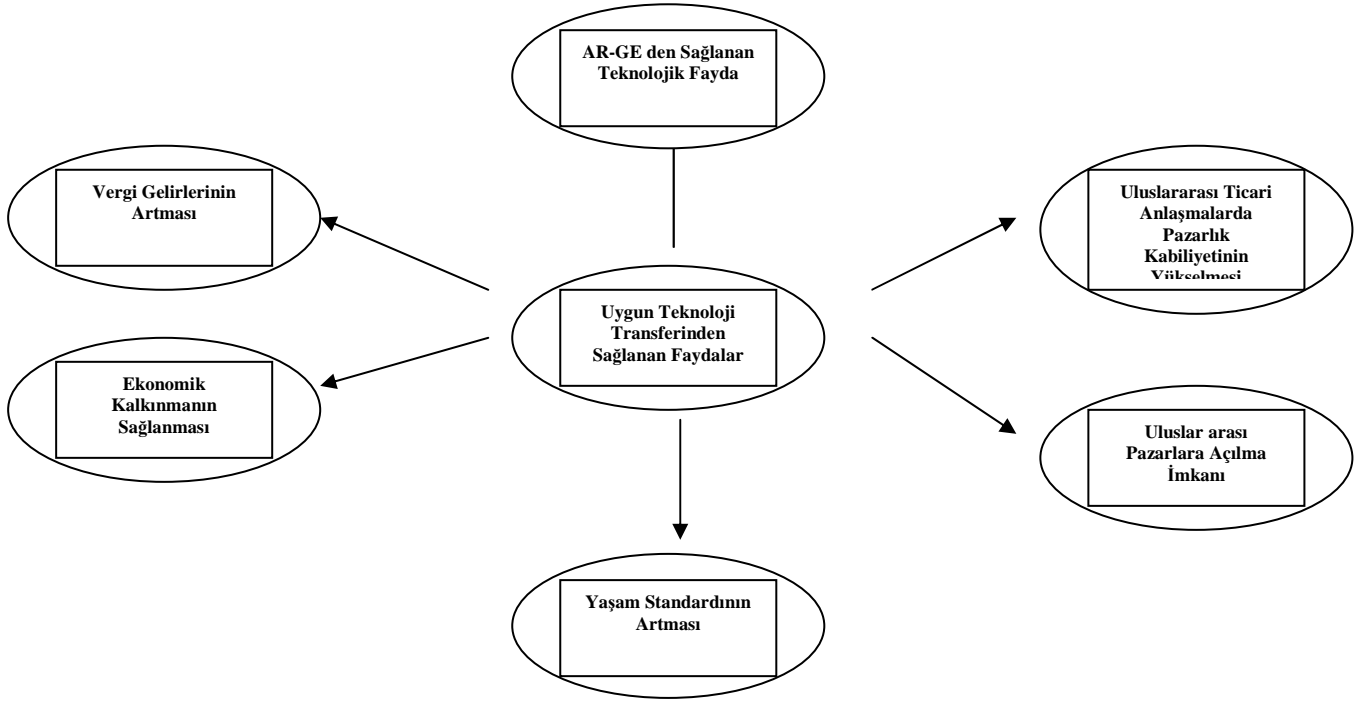 AR-GE den Sağlanan
Teknolojik Fayda
Vergi Gelirlerinin
Artması
Uluslararası Ticari
Anlaşmalarda
Pazarlık
Kabiliyetinin
Yükselmesi
Uygun Teknoloji
Transferinden
Sağlanan Faydalar
Ekonomik
Kalkınmanın
Sağlanması
Uluslar arası
Pazarlara Açılma
İmkanı
Yaşam Standardının
Artması